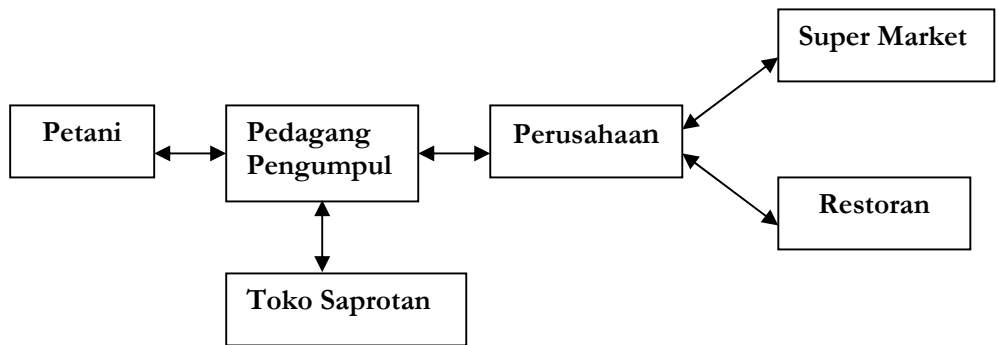 Super Market
Petani
Pedagang
Pengumpul
Perusahaan
Restoran
Toko Saprotan